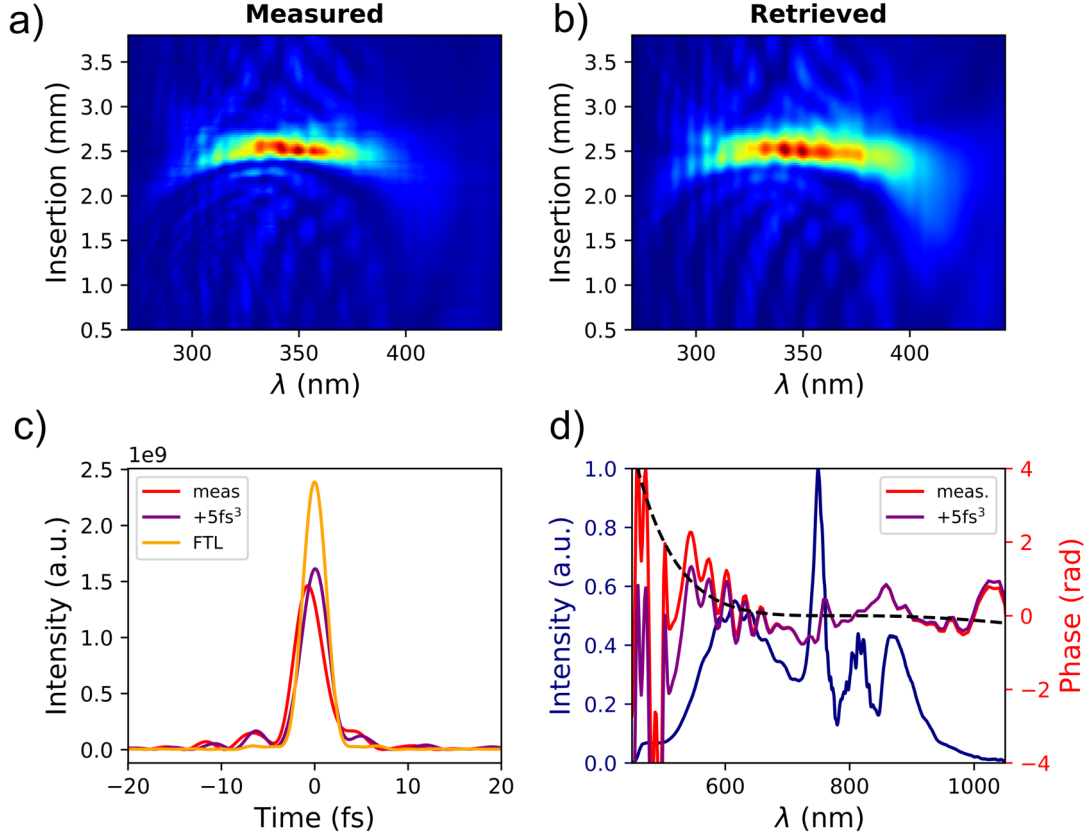 a)
Measured
Insertion (mm)
3.5
3.0
2.5
2.0
1.5
1.0
0.5
300
350
400
λ (nm)
b)
Retrieved
Insertion (mm)
3.5
3.0
2.5
2.0
1.5
1.0
0.5
300
350
400
λ (nm)
c)
1e9
Intensity (a.u.)
2.5
2.0
1.5
1.0
0.5
0.0
meas
+5fs³
FTL
−20
−10
0
10
20
Time (fs)
d)
Intensity (a.u.)
1.0
0.8
0.6
0.4
0.2
0.0
meas.
+5fs³
4
2
0
−2
−4
Phase (rad)
600
800
1000
λ (nm)